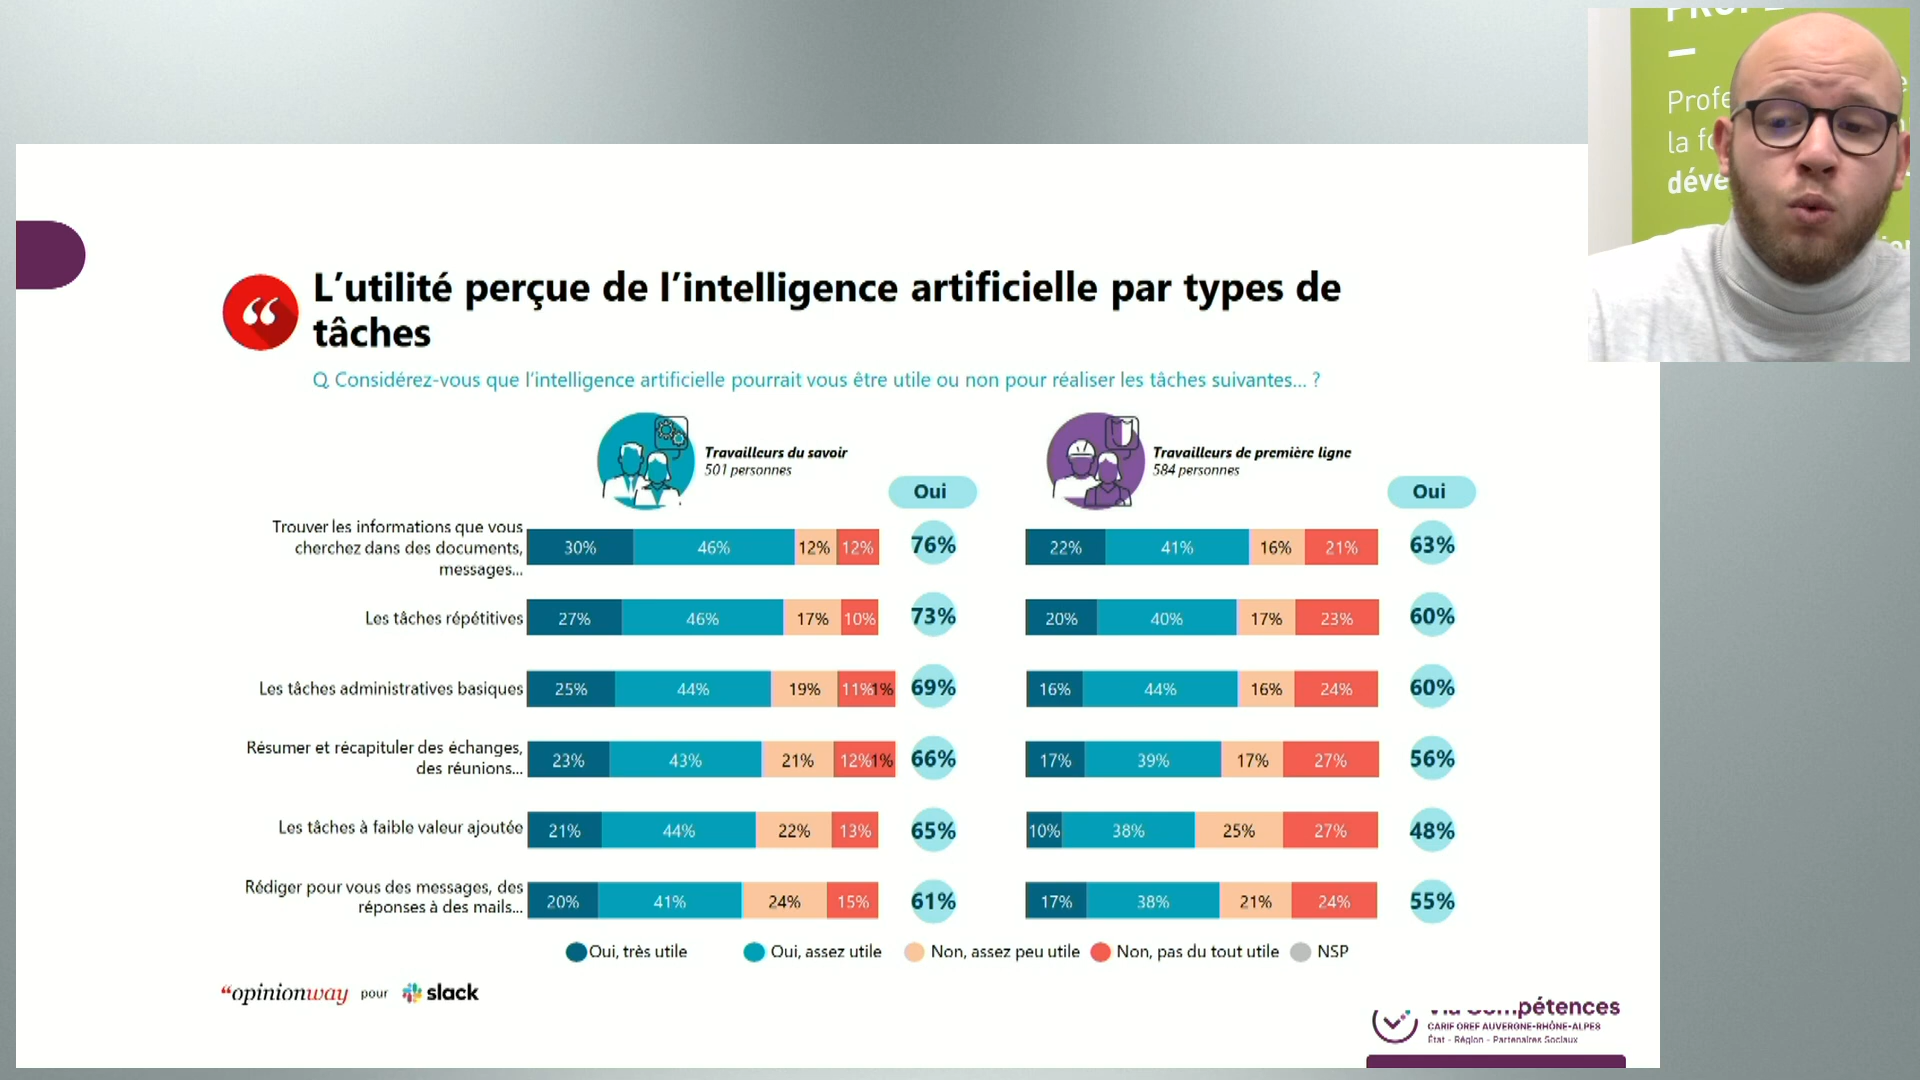 Profe
la fo
déve
L'utilité perçue de l'intelligence artificielle par types de
tâches
Q. Considérez-vous que l'intelligence artificielle pourrait vous être utile ou non pour réaliser les tâches suivantes... ?
Travailleurs du savoir
501 personnes
Oui
Travailleurs de première ligne
584 personnes
Oui
Trouver les informations que vous
cherchez dans des documents,
messages...
30% 46% 12% 12% 76% 22% 41% 16% 21% 63%
Les tâches répétitives 27% 46% 17% 10% 73% 20% 40% 17% 23% 60%
Les tâches administratives basiques 25% 44% 19% 11% 1% 69% 16% 44% 16% 24% 60%
Résumer et récapituler des échanges,
des réunions...
23% 43% 21% 12% 1% 66% 17% 39% 17% 27% 56%
Les tâches à faible valeur ajoutée 21% 44% 22% 13% 65% 10% 38% 25% 27% 48%
Rédiger pour vous des messages, des
réponses à des mails...
20% 41% 24% 15% 61% 17% 38% 21% 24% 55%
Oui, très utile Oui, assez utile Non, assez peu utile Non, pas du tout utile NSP
“opinionway pour slack
pétences
CARIF OREF AUVERGNE-RHÔNE-ALPES
État - Région - Partenaires Sociaux